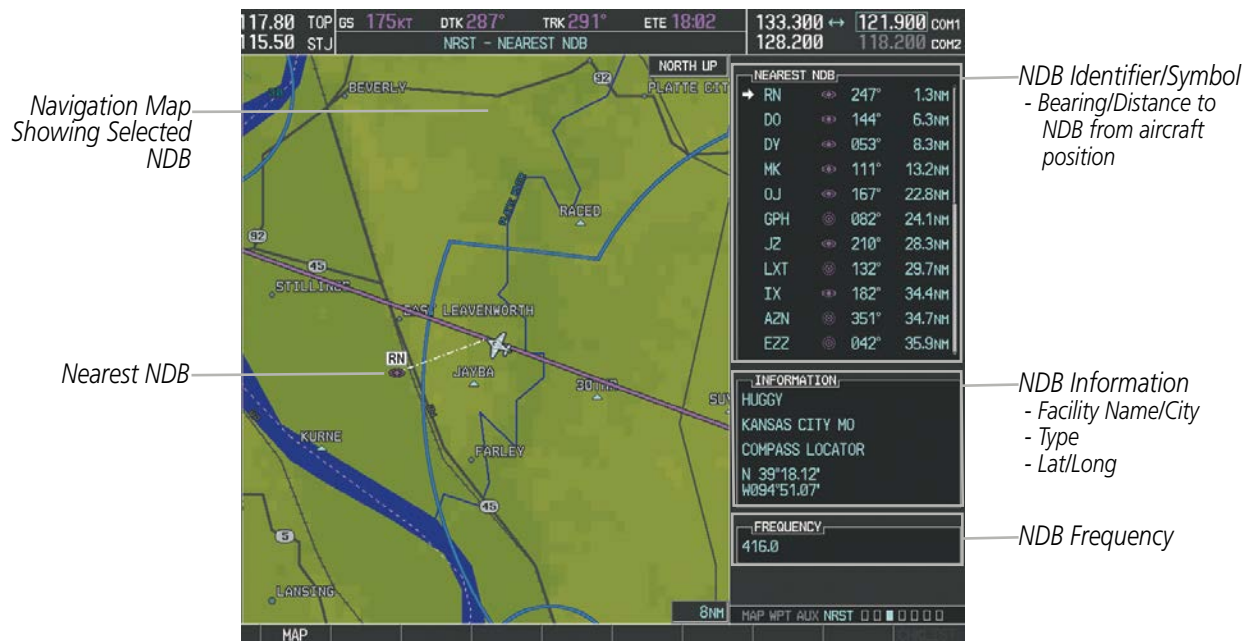 117.80 TOP GS 175KT DTK 287° TRK 291° ETE 18:02 133.300 ↔ 121.900 COM1
115.50 STJ NRST - NEAREST NDB 128.200 118.200 COM2
Navigation Map
Showing Selected
NDB
Nearest NDB
NORTH UP
BEVERLY
92
PLATTE CIT
RACED
92
45
EAST LEAVENWORTH
RN
JAYBA
SUY
KURNE
FARLEY
45
5
LANSING
8NM
NEAREST NDB
RN 247° 1.3NM
DO 144° 6.3NM
DY 053° 8.3NM
MK 111° 13.2NM
OJ 167° 22.8NM
GPH 082° 24.1NM
JZ 210° 28.3NM
LXT 132° 29.7NM
IX 182° 34.4NM
AZN 351° 34.7NM
EZZ 042° 35.9NM
INFORMATION
HUGGY
KANSAS CITY MO
COMPASS LOCATOR
N 39°18.12'
W094°51.07'
FREQUENCY
416.0
MAP WPT AUX NRST
MAP
NDB Identifier/Symbol
- Bearing/Distance to
NDB from aircraft
position
NDB Information
- Facility Name/City
- Type
- Lat/Long
NDB Frequency